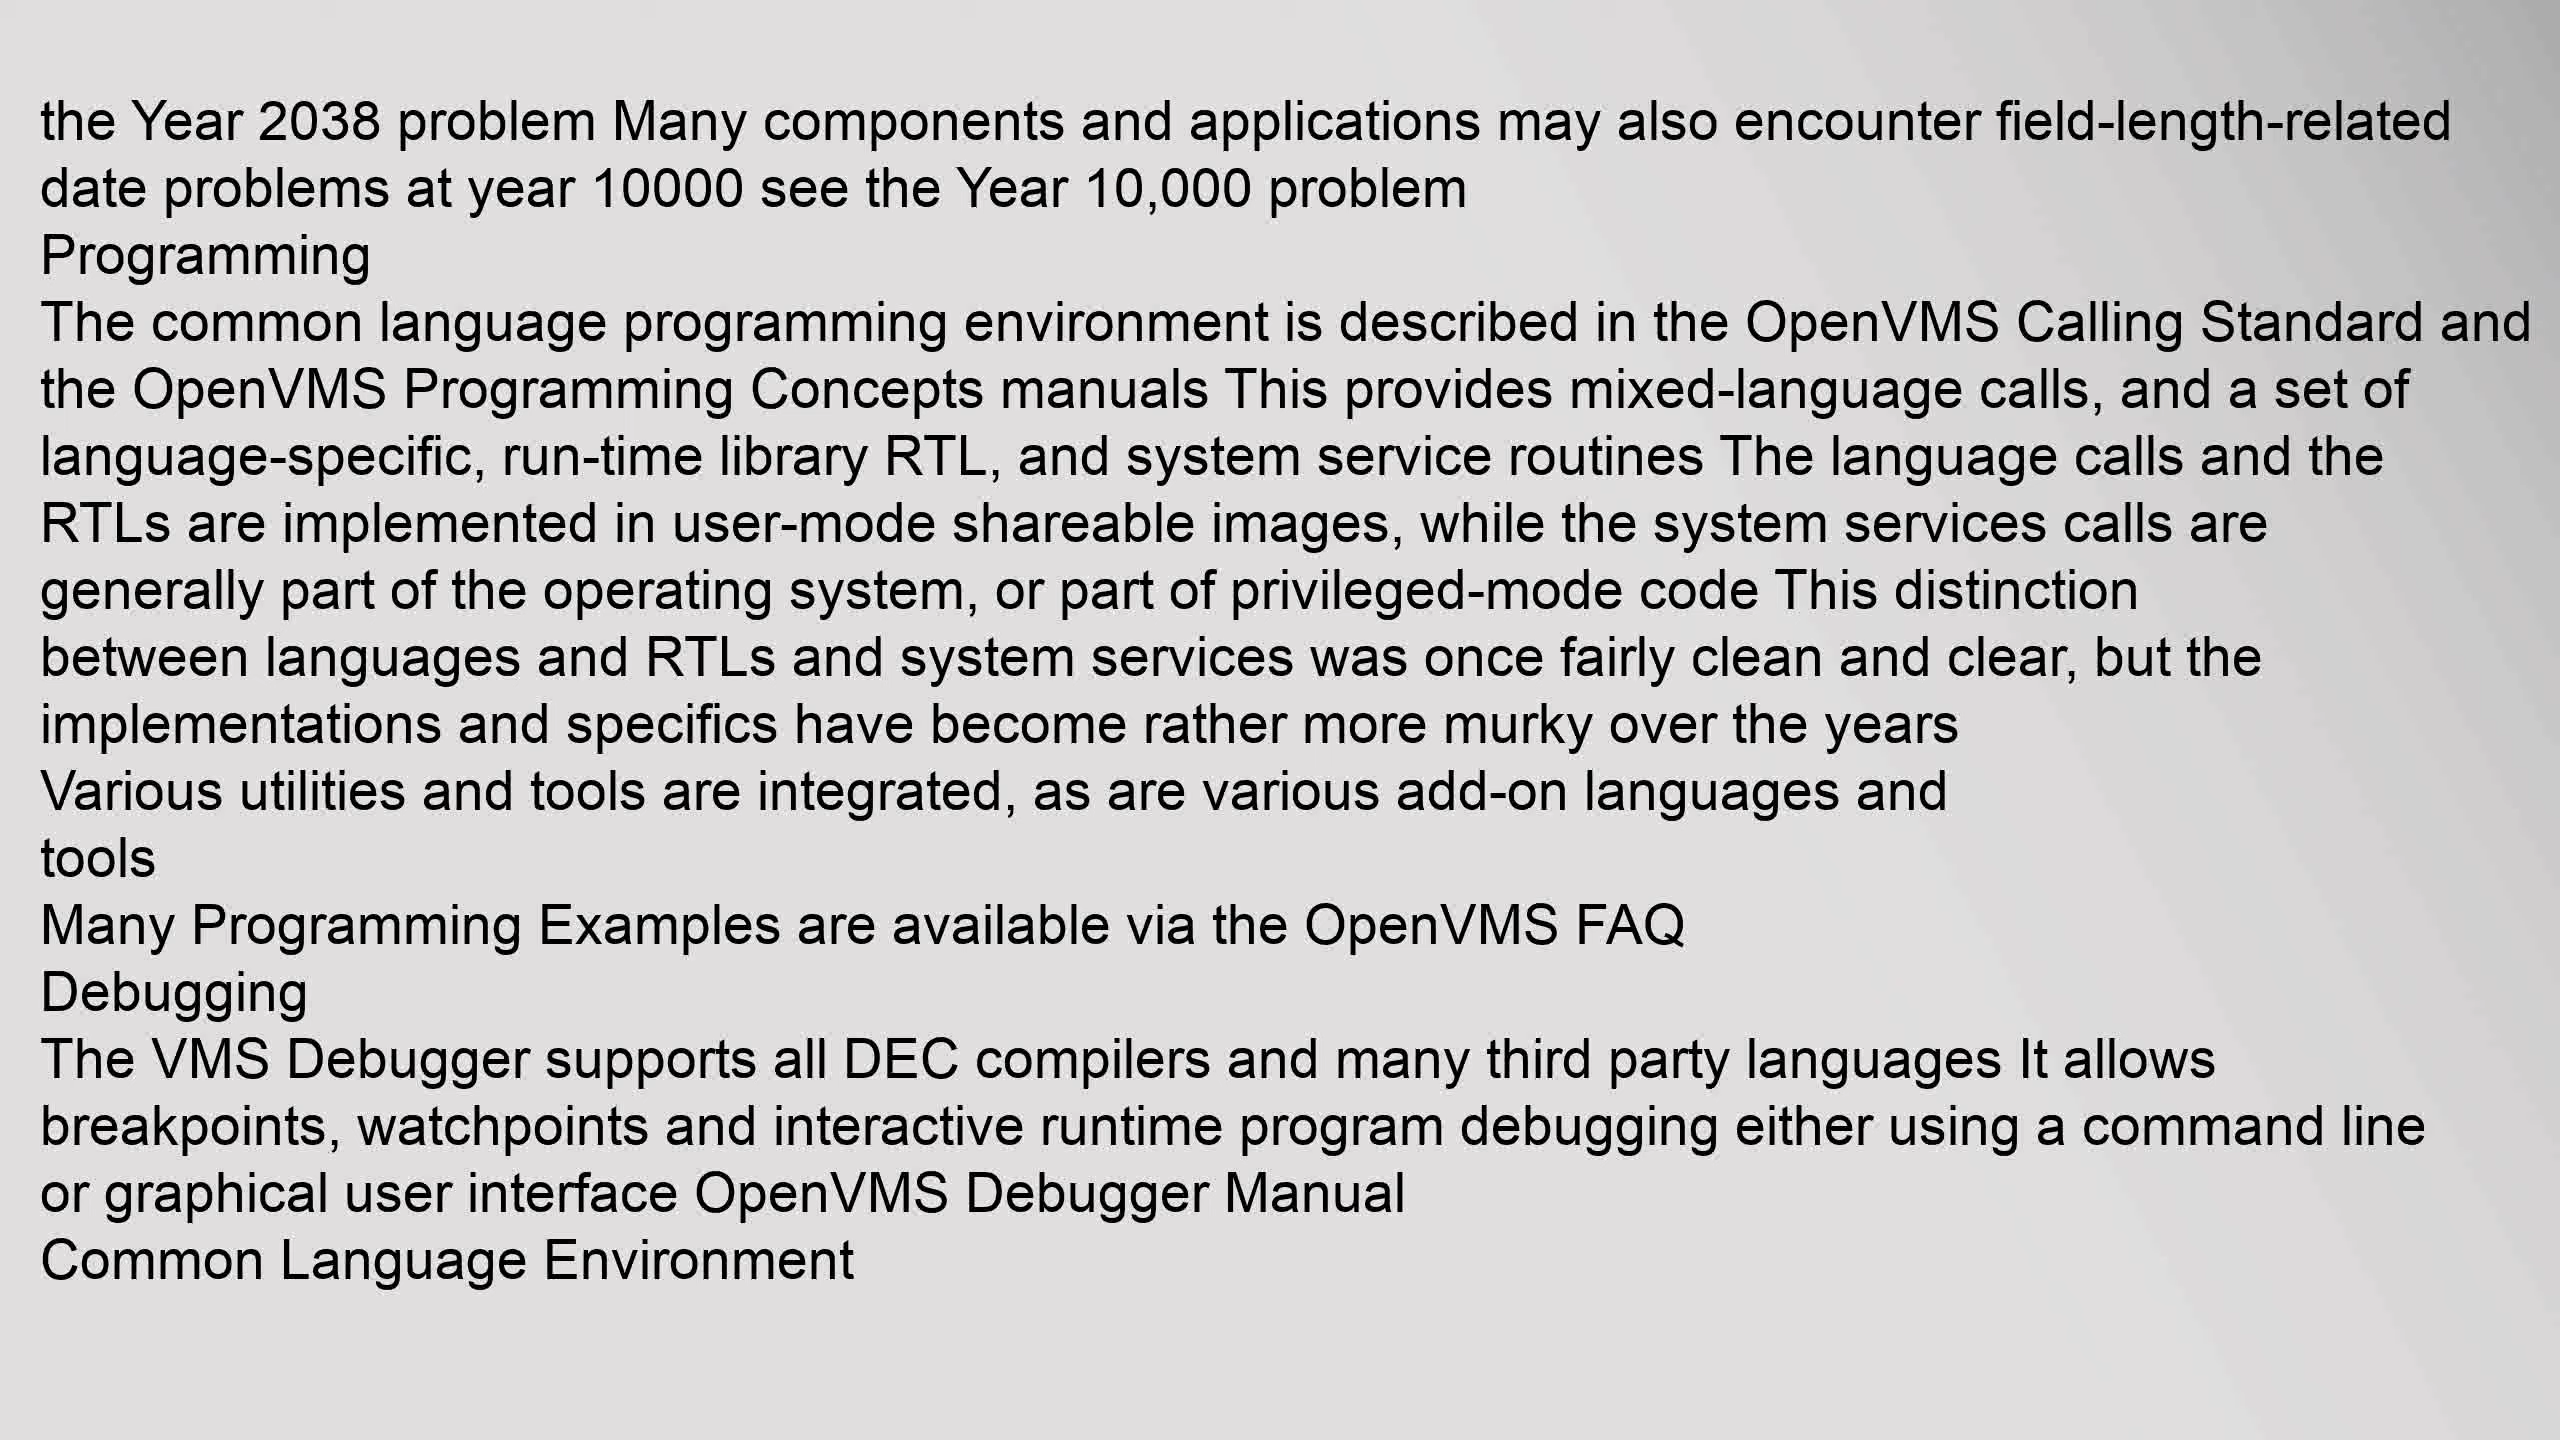 the Year 2038 problem Many components and applications may also encounter field-length-related
date problems at year 10000 see the Year 10,000 problem
Programming
The common language programming environment is described in the OpenVMS Calling Standard and
the OpenVMS Programming Concepts manuals This provides mixed-language calls, and a set of
language-specific, run-time library RTL, and system service routines The language calls and the
RTLs are implemented in user-mode shareable images, while the system services calls are
generally part of the operating system, or part of privileged-mode code This distinction
between languages and RTLs and system services was once fairly clean and clear, but the
implementations and specifics have become rather more murky over the years
Various utilities and tools are integrated, as are various add-on languages and
tools
Many Programming Examples are available via the OpenVMS FAQ
Debugging
The VMS Debugger supports all DEC compilers and many third party languages It allows
breakpoints, watchpoints and interactive runtime program debugging either using a command line
or graphical user interface OpenVMS Debugger Manual
Common Language Environment